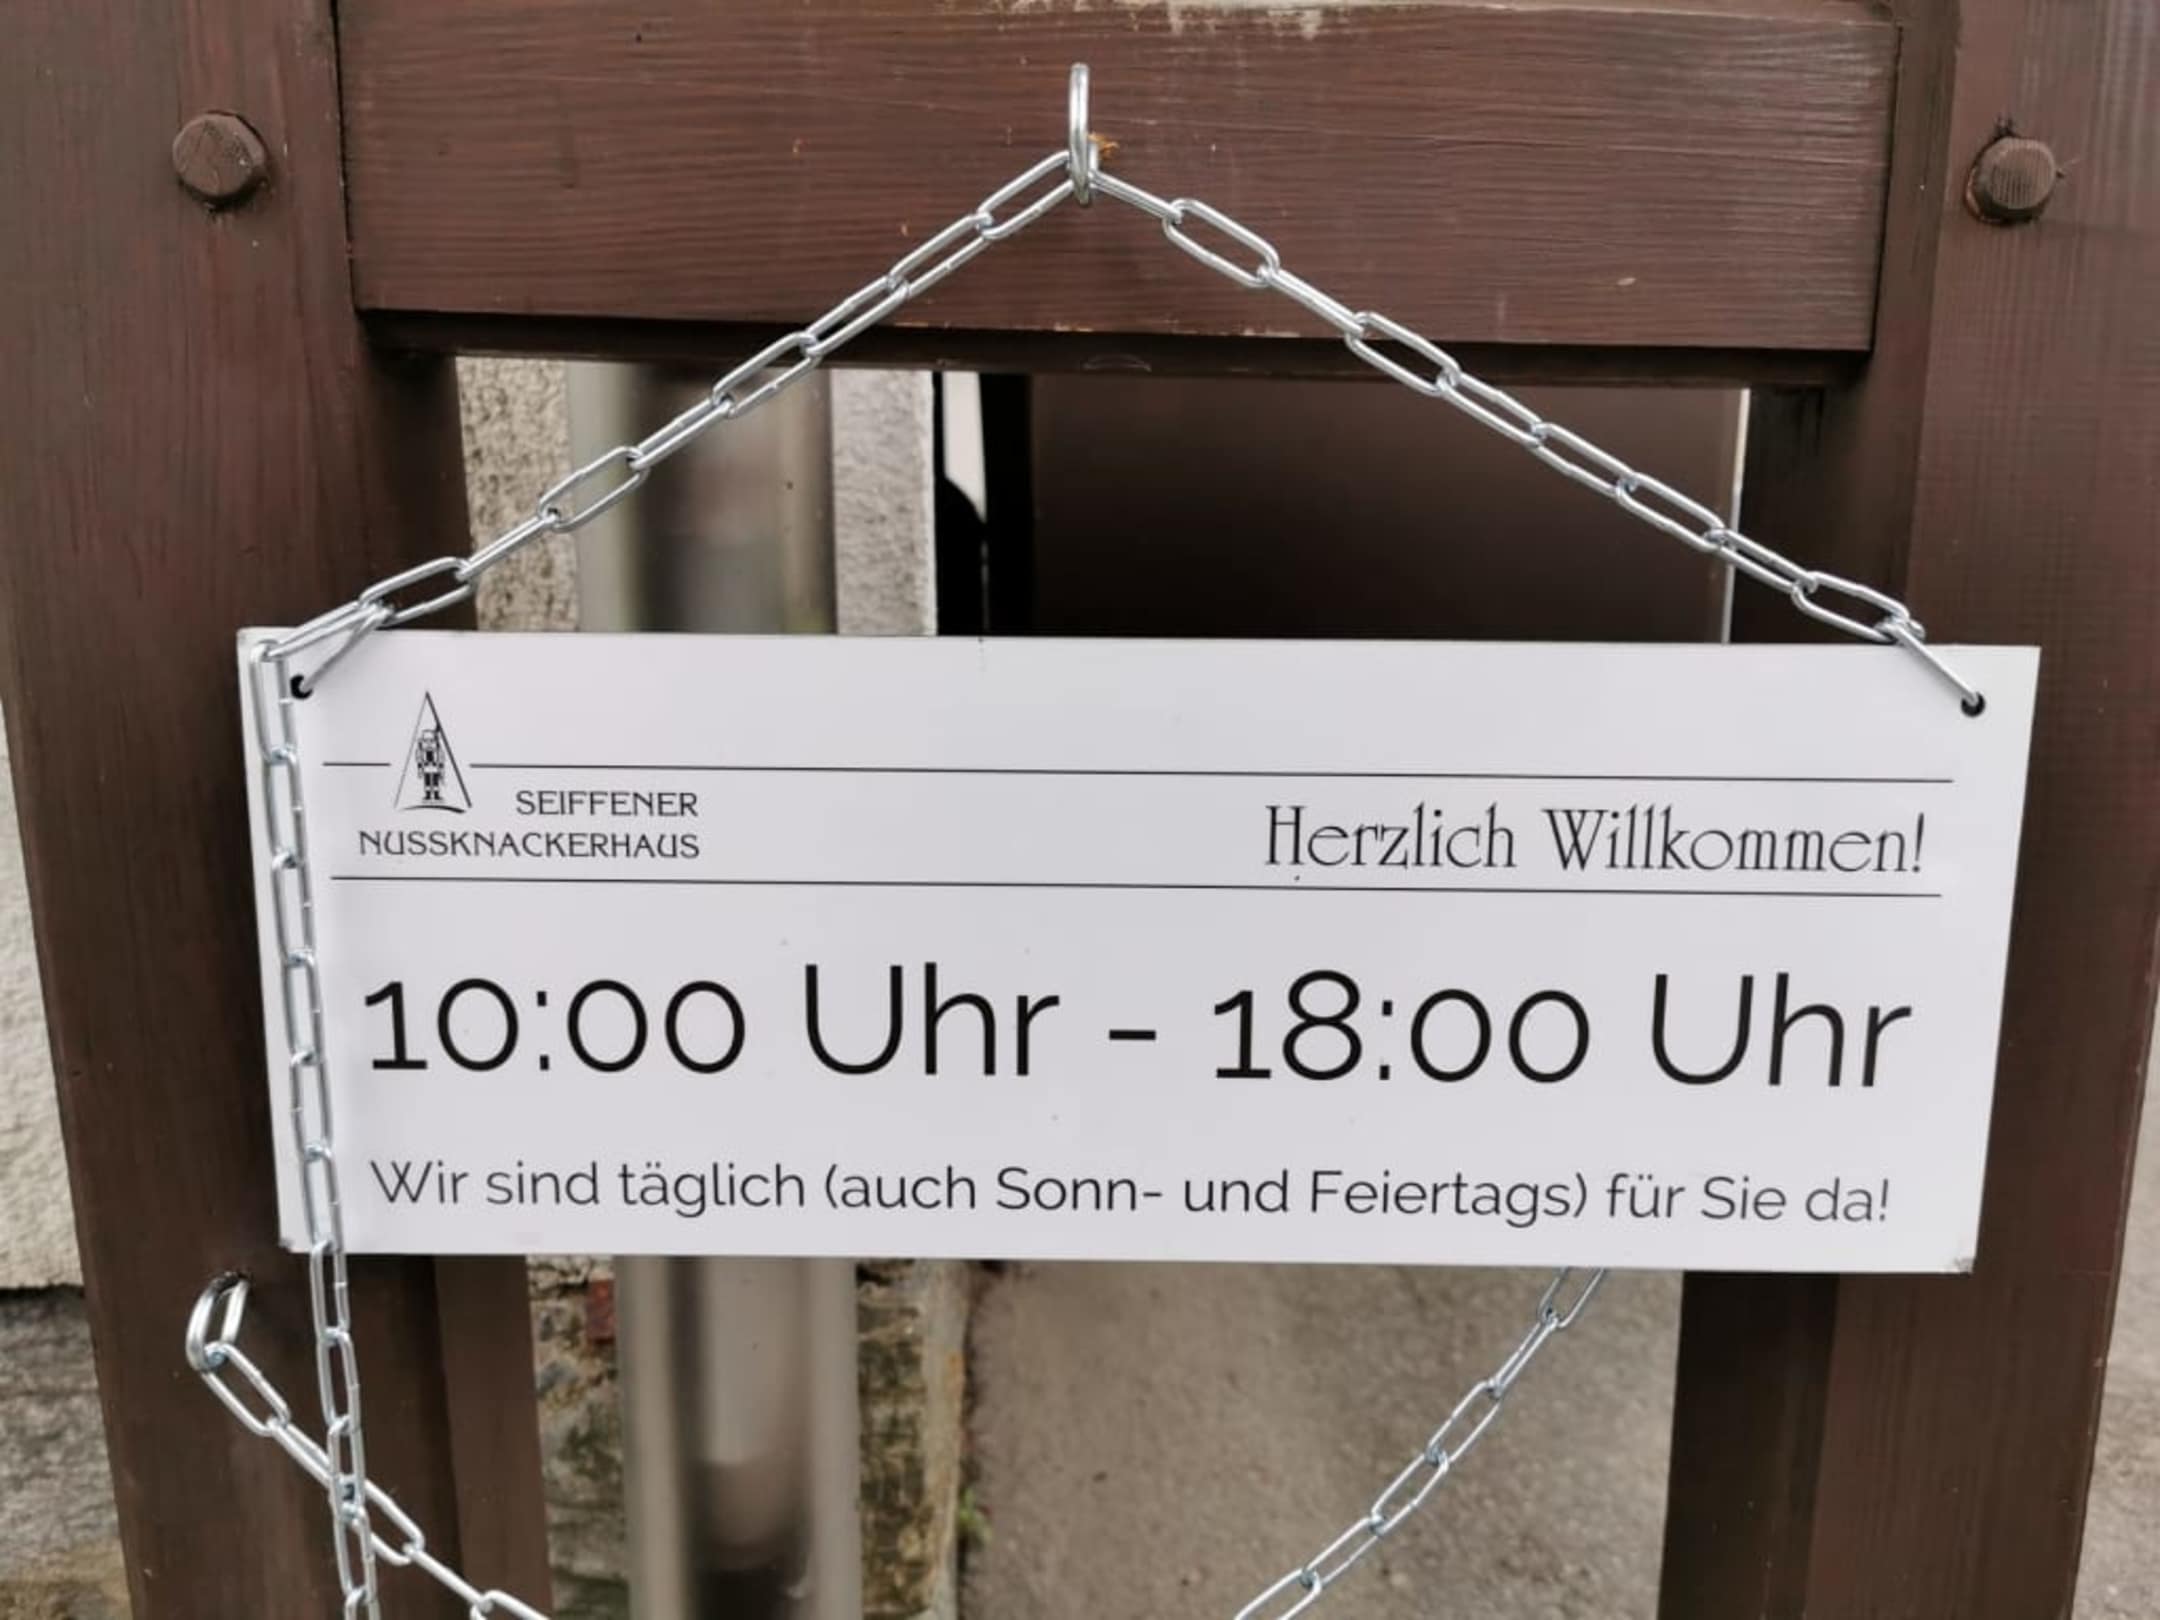 SEIFFENER
NUSSKNACKERHAUS
Herzlich Willkommen!
10:00 Uhr - 18:00 Uhr
Wir sind täglich (auch Sonn- und Feiertags) für Sie da!